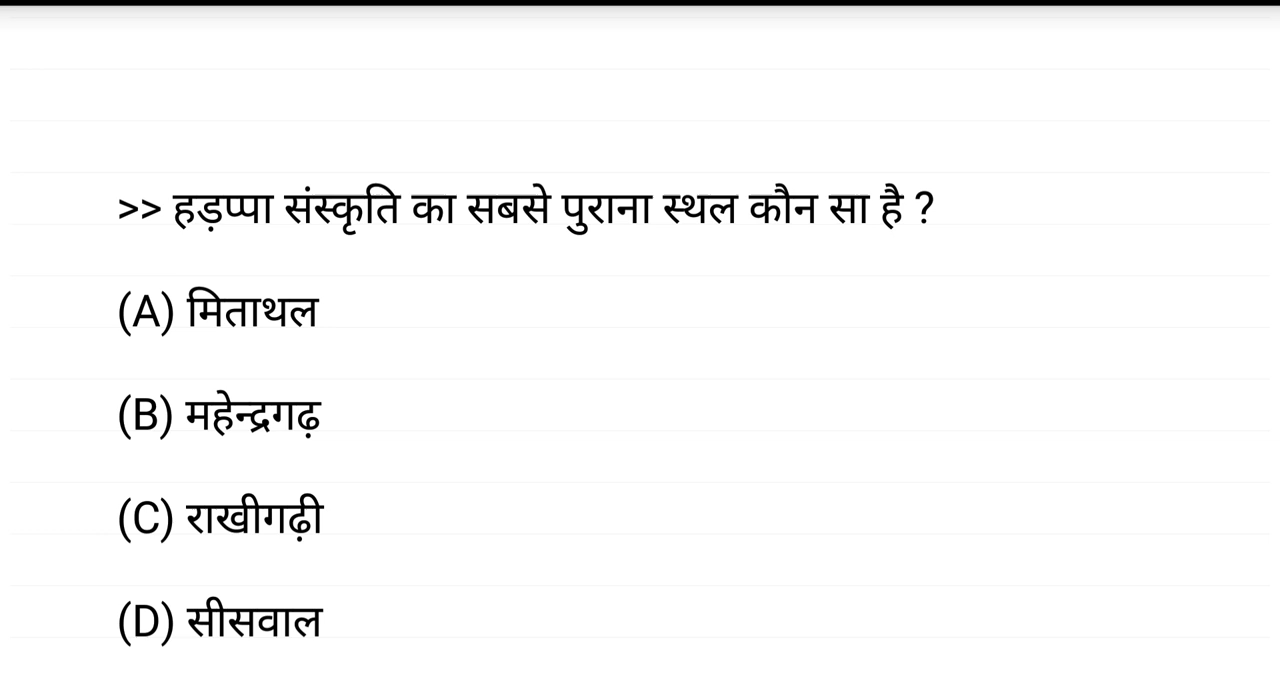 >> हड़प्पा संस्कृति का सबसे पुराना स्थल कौन सा है ?
(A) मिताथल
(B) महेन्द्रगढ़
(C) राखीगढ़ी
(D) सीसवाल